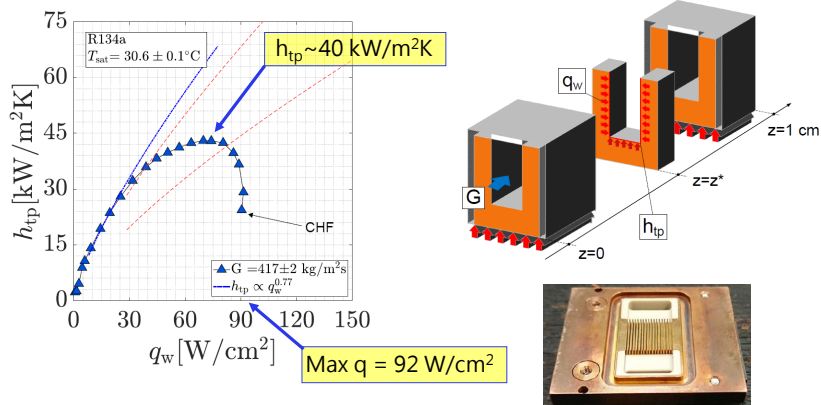 75
60
45
30
15
0
h_tp[kW/m²K]
R134a
T_sat = 30.6 ± 0.1°C
h_tp~40 kW/m²K
CHF
G =417±2 kg/m²s
h_tp ∝ q_w^0.77
0
30
60
90
120
150
q_w[W/cm²]
Max q = 92 W/cm²
q_w
G
h_tp
z=0
z=z*
z=1 cm